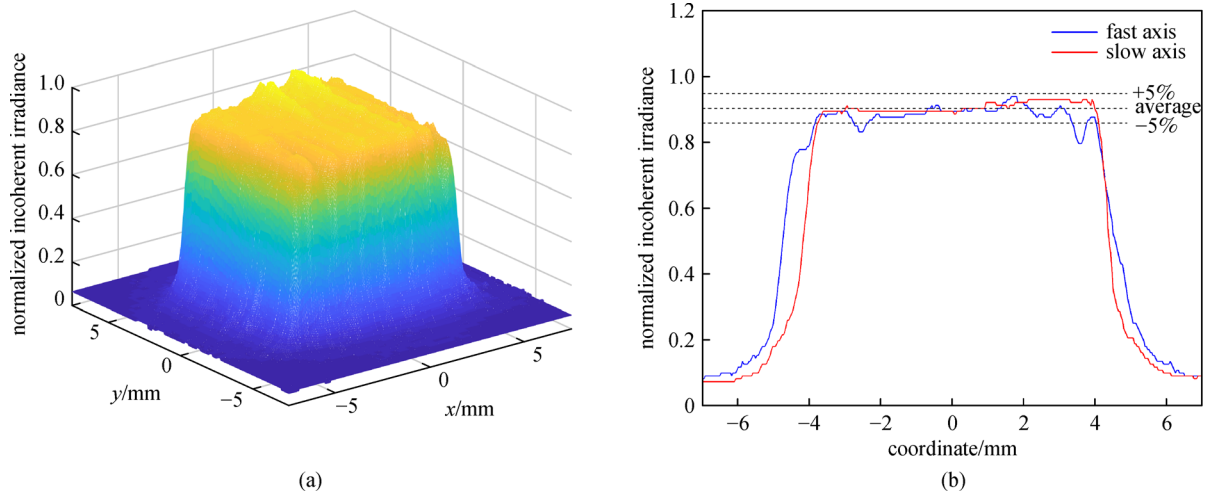 normalized incoherent irradiance
1.0
0.8
0.6
0.4
0.2
0
5
0
−5
y/mm
−5
0
5
x/mm
(a)
normalized incoherent irradiance
1.2
1.0
0.8
0.6
0.4
0.2
0
fast axis
slow axis
+5%
average
−5%
−6
−4
−2
0
2
4
6
coordinate/mm
(b)